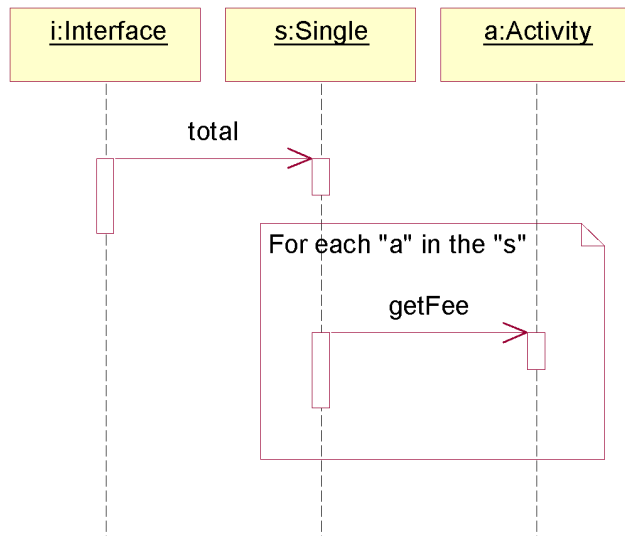 i:Interface
s:Single
a:Activity
total
For each "a" in the "s"
getFee